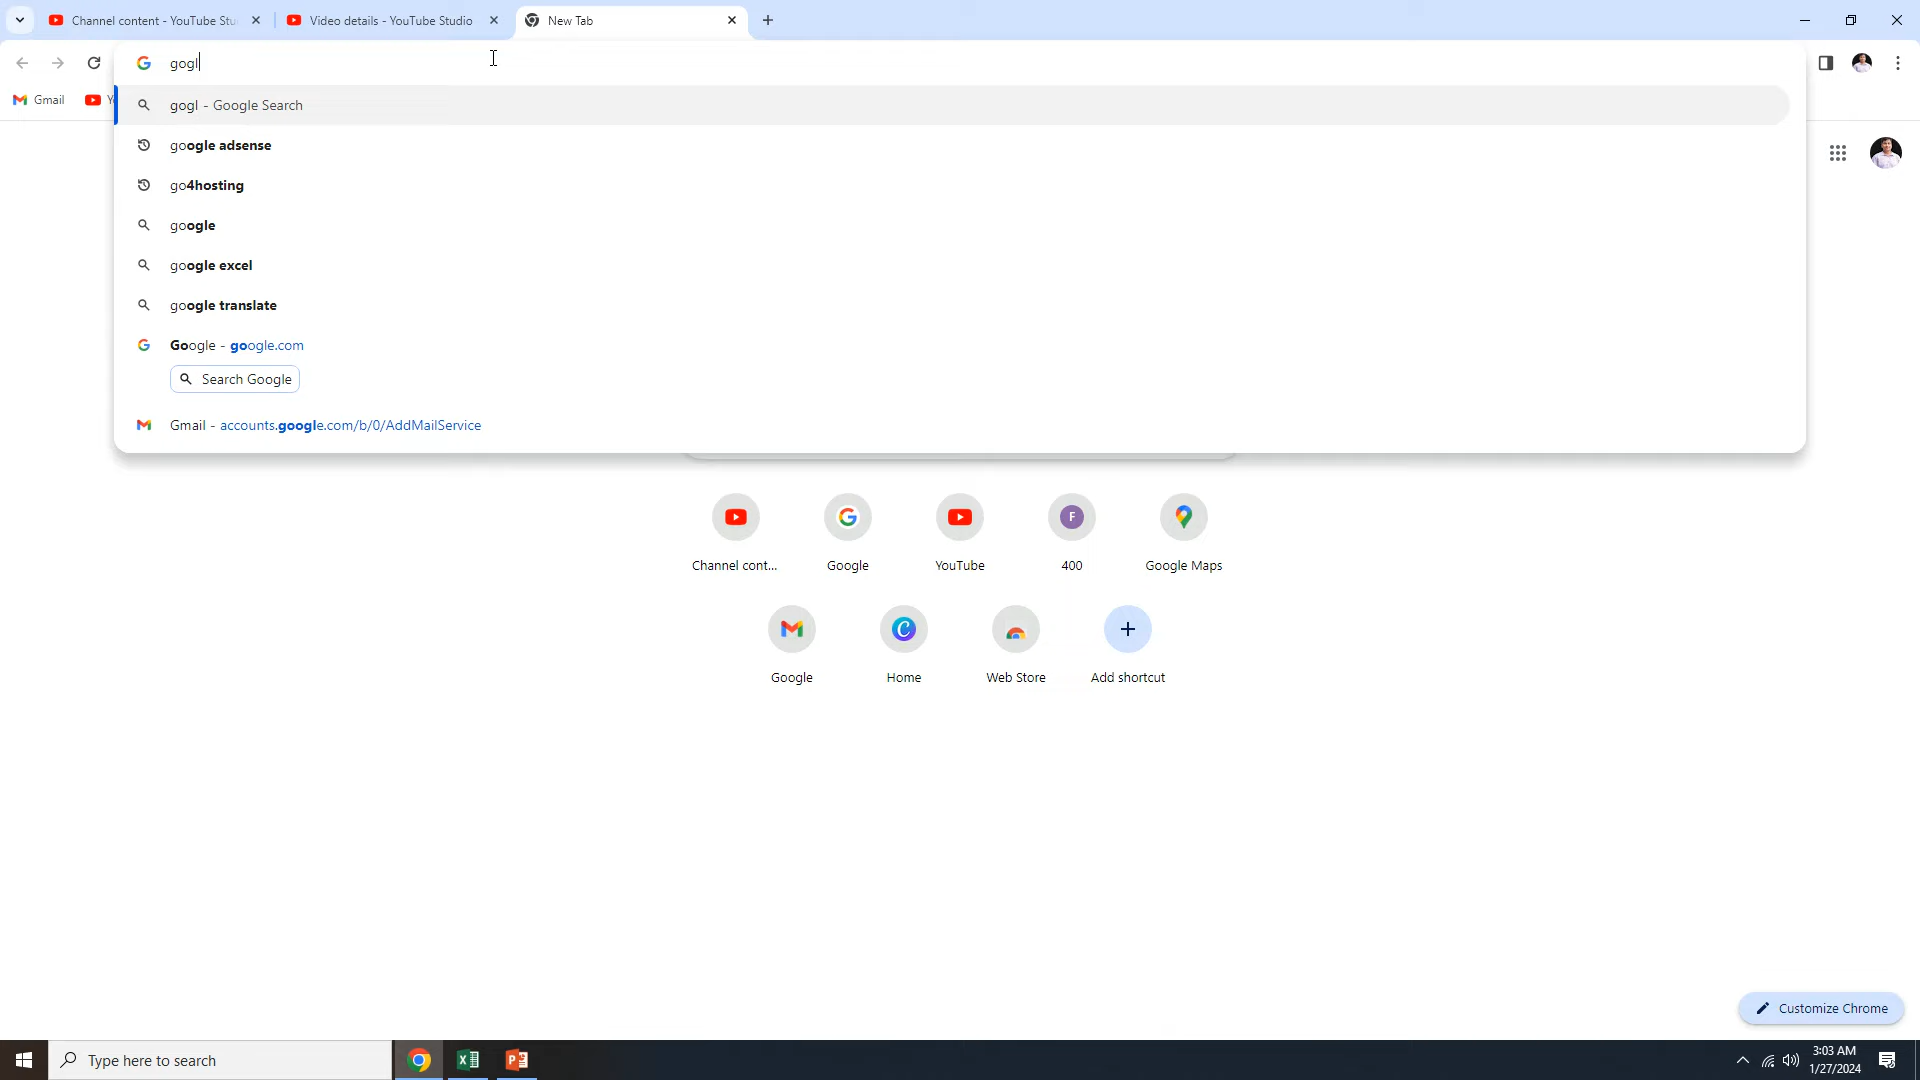 Channel content - YouTube Stu
Video details - YouTube Studio
New Tab
gogl
Gmail
Y
gogl - Google Search
google adsense
go4hosting
google
google excel
google translate
Google - google.com
Search Google
Gmail - accounts.google.com/b/0/AddMailService
Channel cont...
Google
YouTube
F
400
Google Maps
Google
Home
Web Store
Add shortcut
Customize Chrome
Type here to search
3:03 AM
1/27/2024